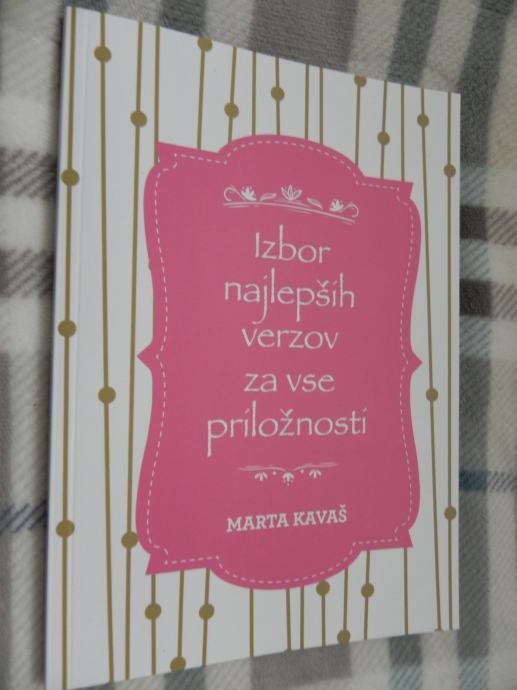 Izbor
najlepših
verzov
za vse
priložnosti
MARTA KAVAŠ